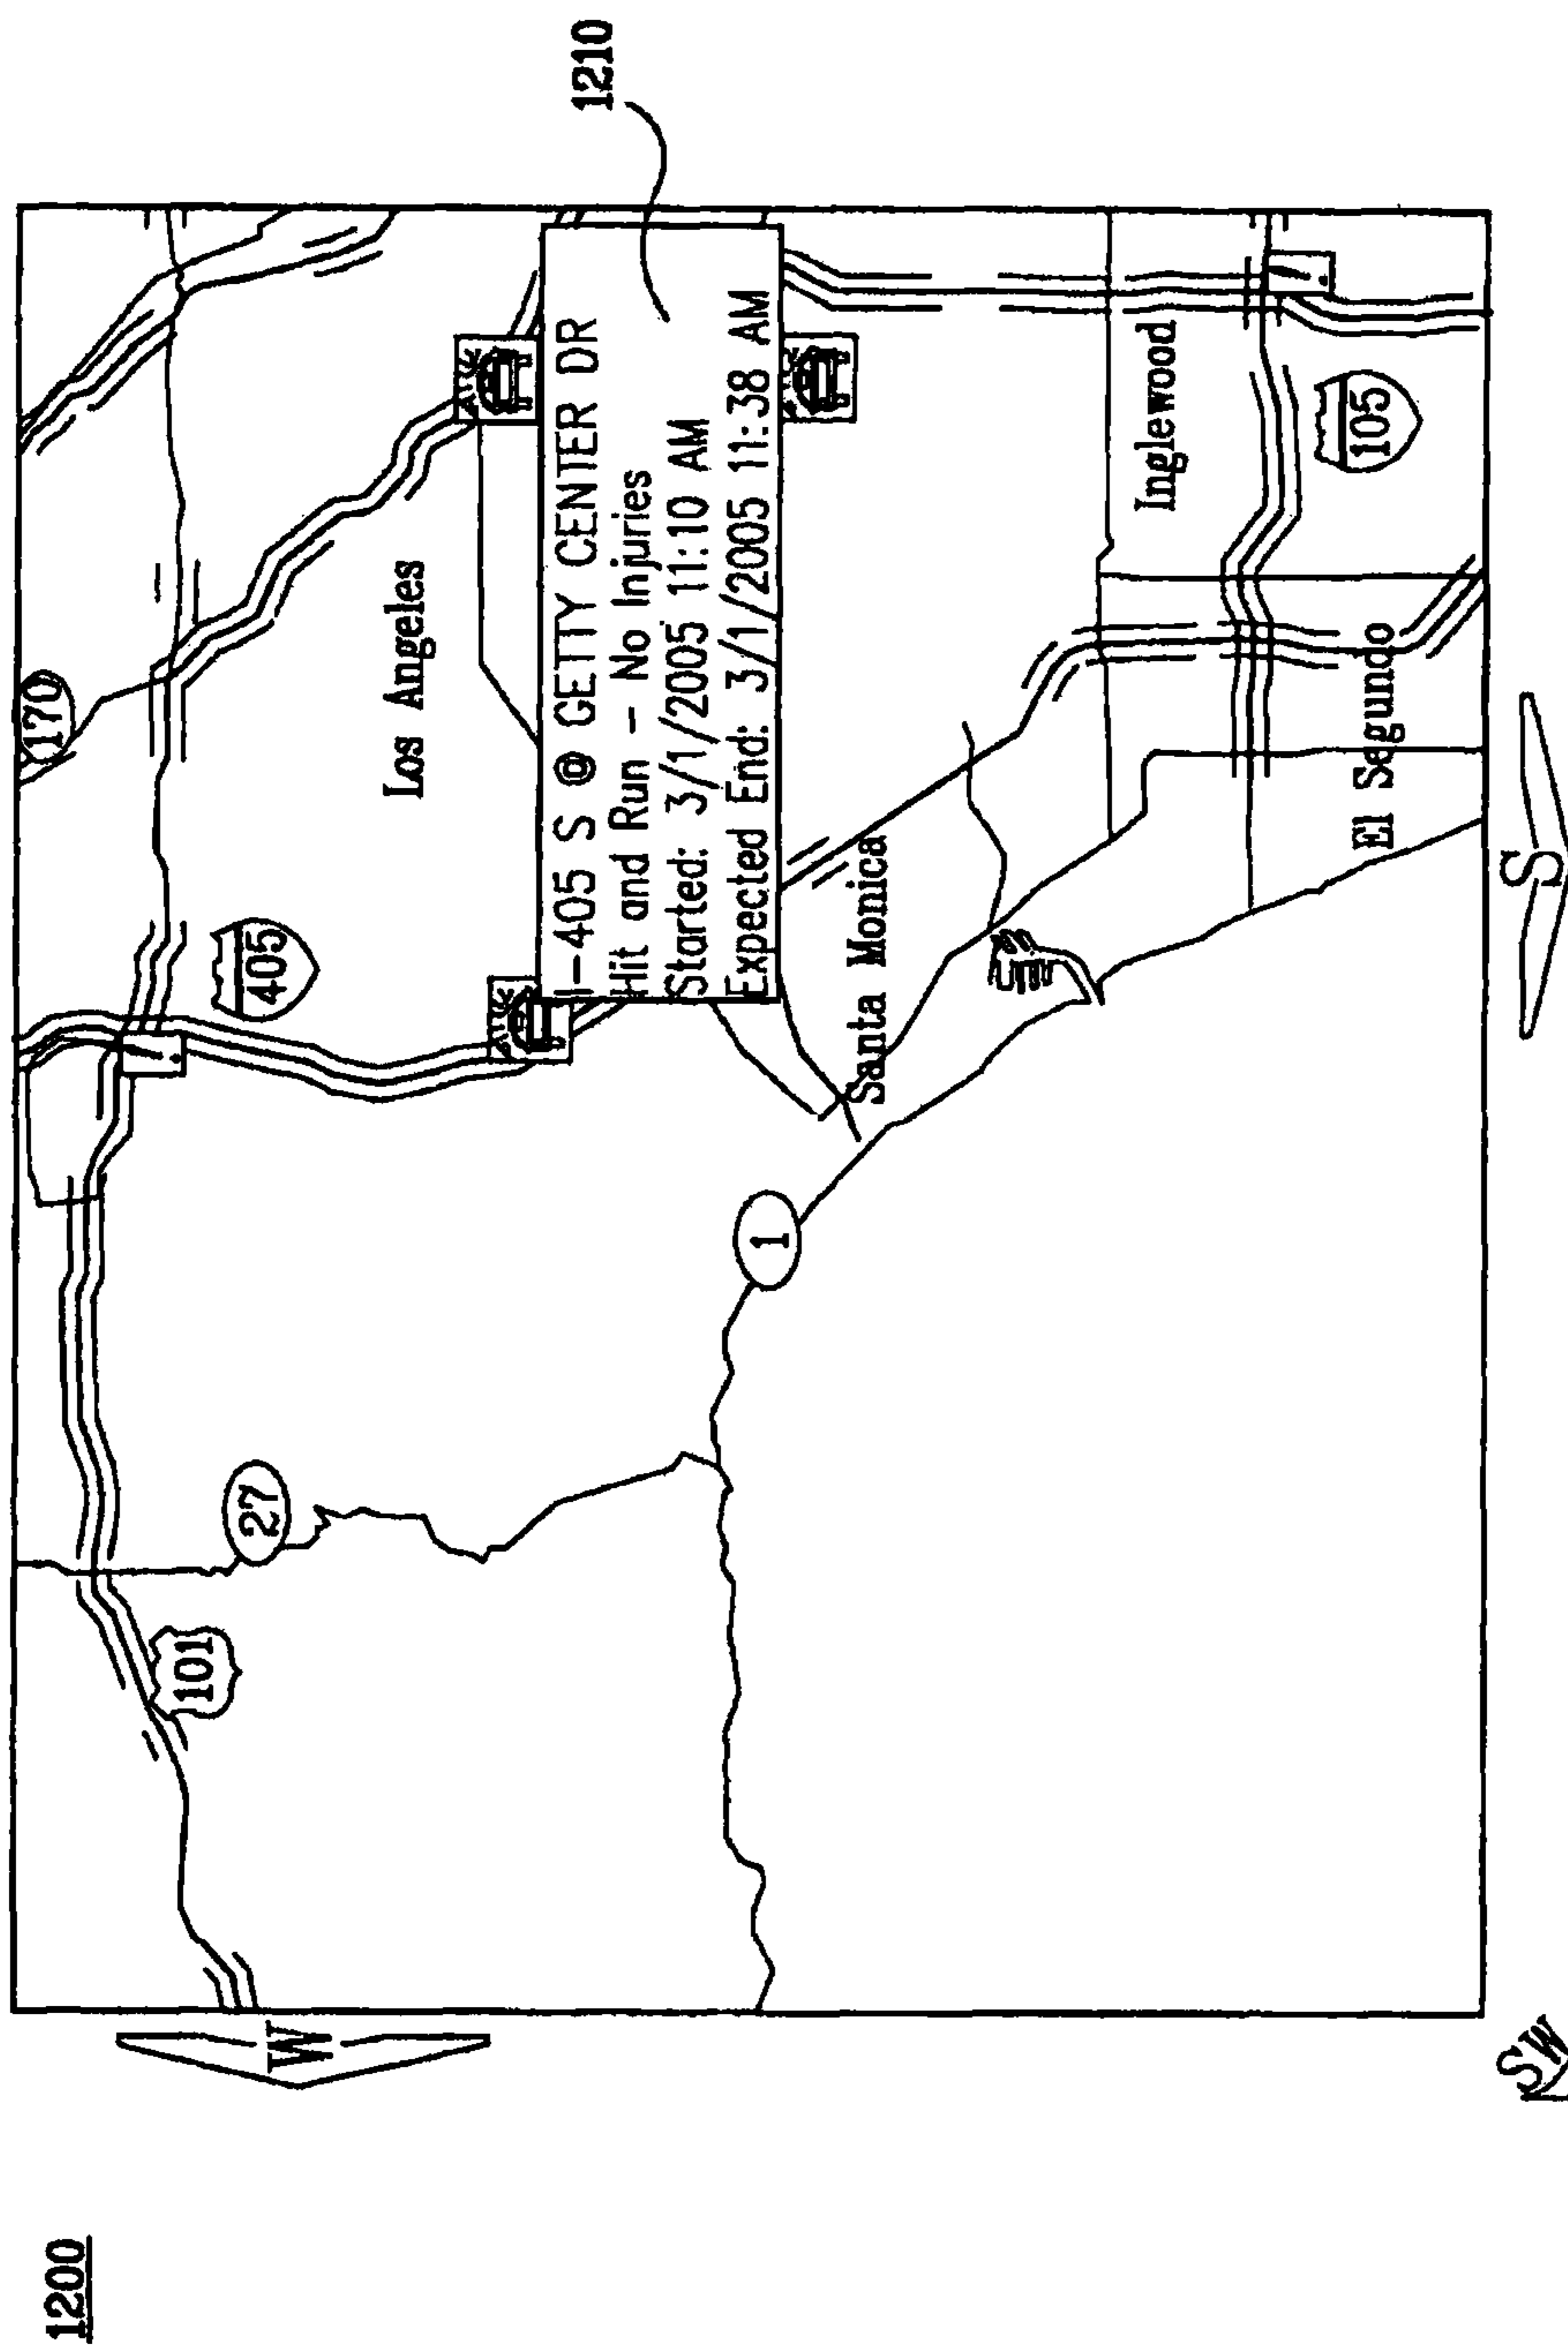 1200
1210
170
405
Los Angeles
27
101
I-405 S @ GETTY CENTER DR
Hit and Run - No Injuries
Started: 3/1/2005 11:10 AM
Expected End: 3/1/2005 11:38 AM
1
Santa Monica
Inglewood
105
El Segundo
W
S
SW